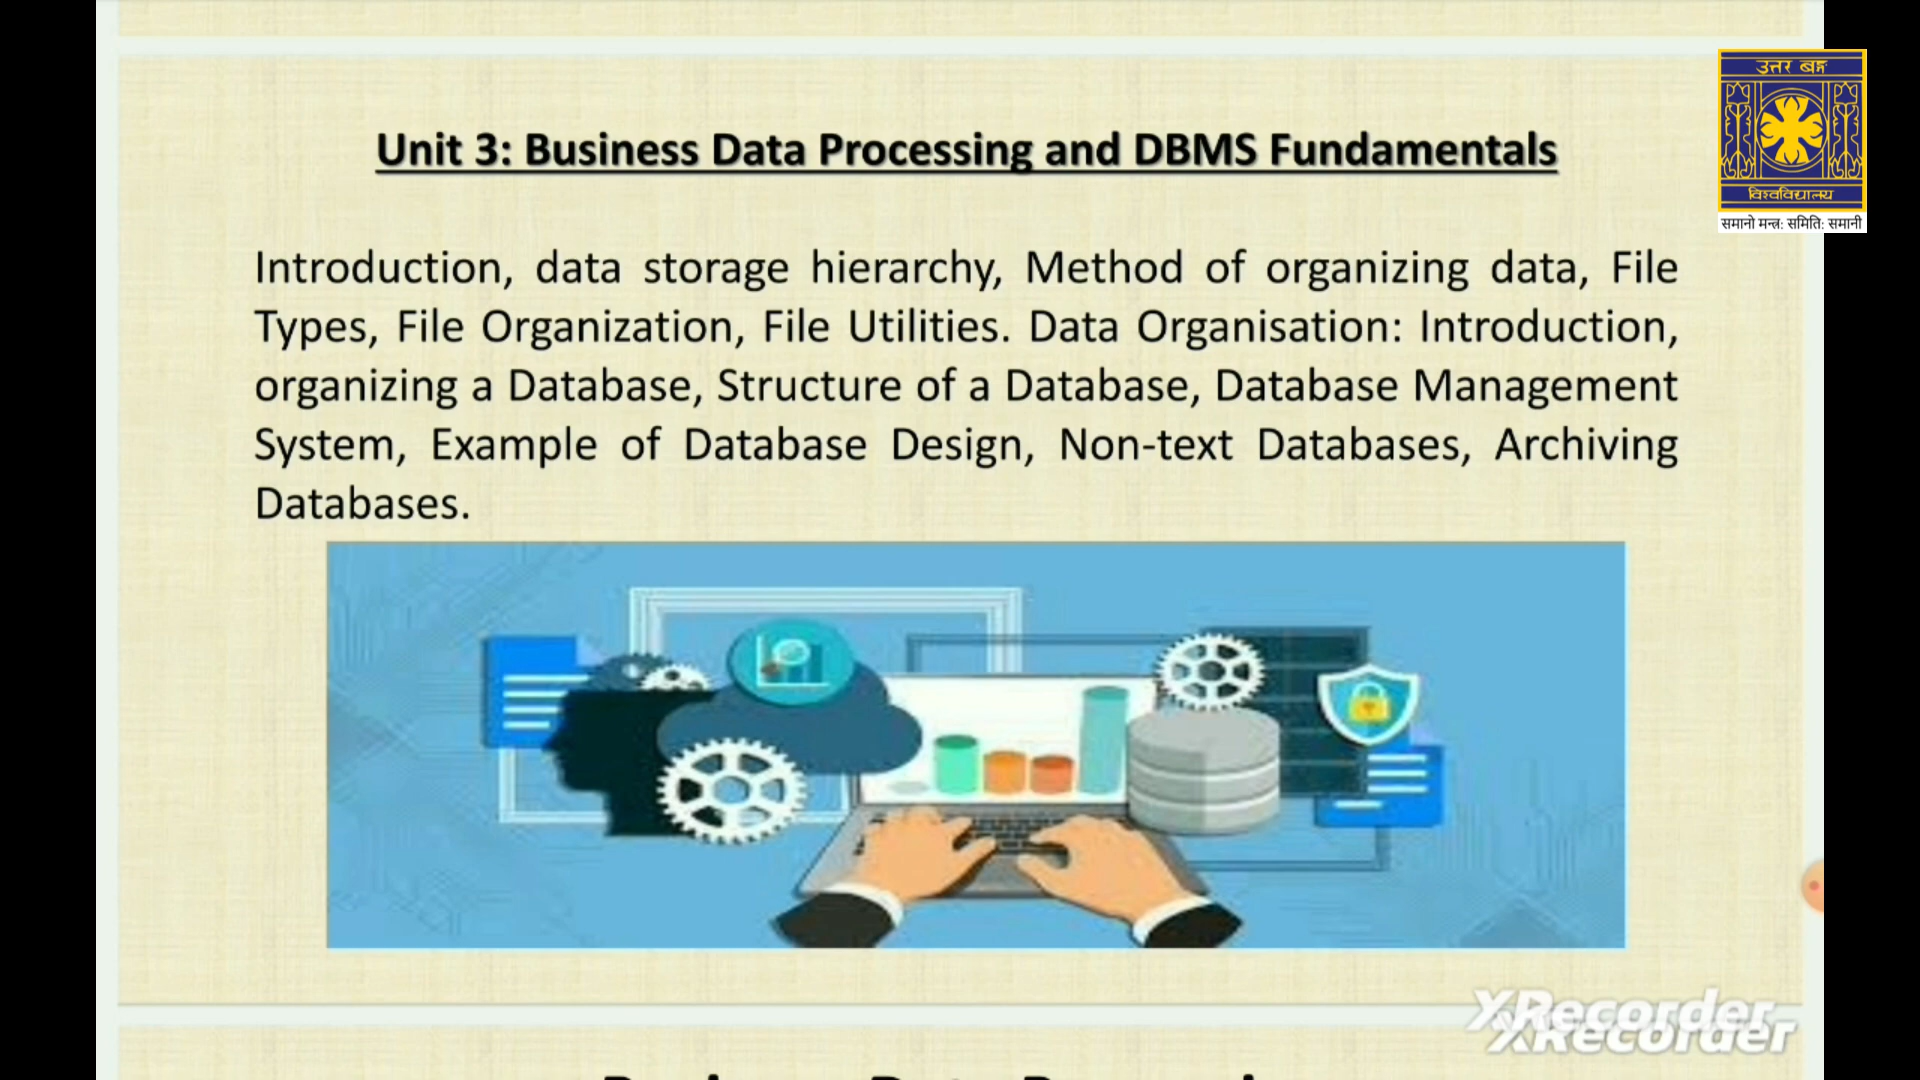 उत्तर बङ्ग
विश्वविद्यालय
समानो मन्त्र: समिति: समानी
Unit 3: Business Data Processing and DBMS Fundamentals
Introduction, data storage hierarchy, Method of organizing data, File
Types, File Organization, File Utilities. Data Organisation: Introduction,
organizing a Database, Structure of a Database, Database Management
System, Example of Database Design, Non-text Databases, Archiving
Databases.
XRecorder
XRecorder